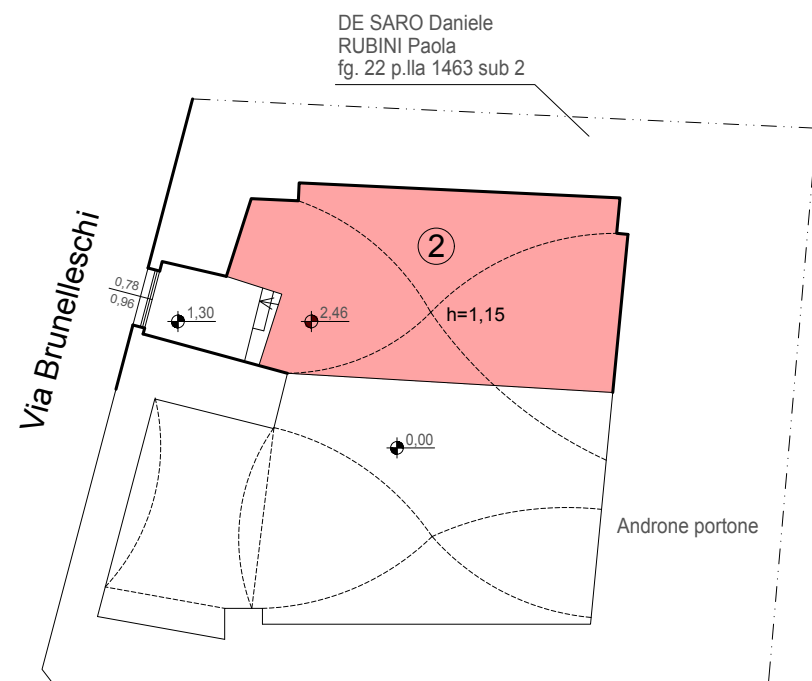 DE SARO Daniele
RUBINI Paola
fg. 22 p.lla 1463 sub 2
Via Brunelleschi
0,78
0,96
1,30
2
2,46
h=1,15
0,00
Androne portone